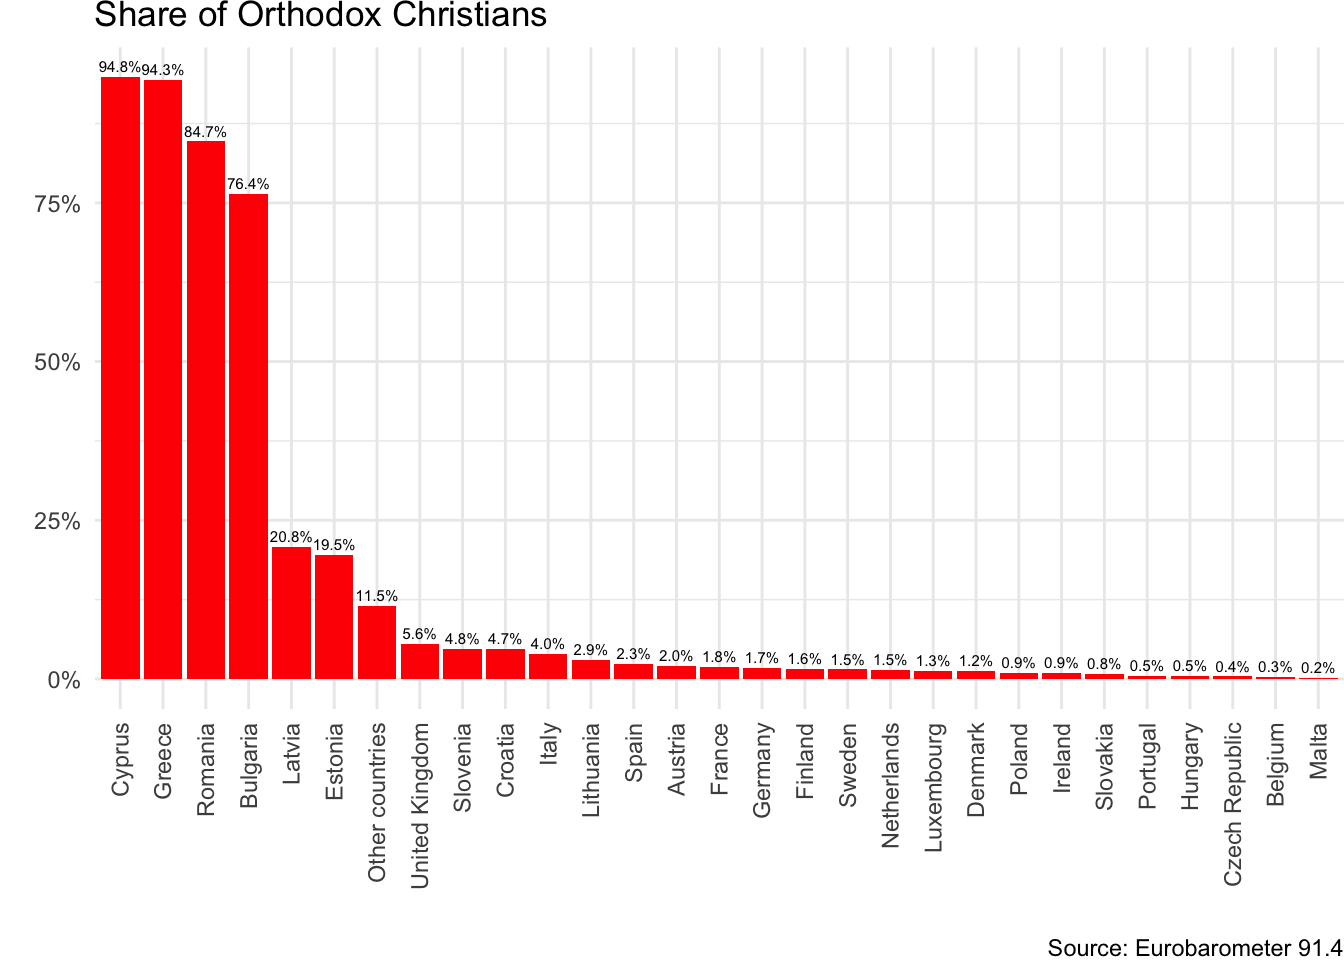 Share of Orthodox Christians
94.8% 94.3% 84.7% 76.4% 20.8% 19.5% 11.5% 5.6% 4.8% 4.7% 4.0% 2.9% 2.3% 2.0% 1.8% 1.7% 1.6% 1.5% 1.5% 1.3% 1.2% 0.9% 0.9% 0.8% 0.5% 0.5% 0.4% 0.3% 0.2%
75%
50%
25%
0%
Cyprus
Greece
Romania
Bulgaria
Latvia
Estonia
Other countries
United Kingdom
Slovenia
Croatia
Italy
Lithuania
Spain
Austria
France
Germany
Finland
Sweden
Netherlands
Luxembourg
Denmark
Poland
Ireland
Slovakia
Portugal
Hungary
Czech Republic
Belgium
Malta
Source: Eurobarometer 91.4